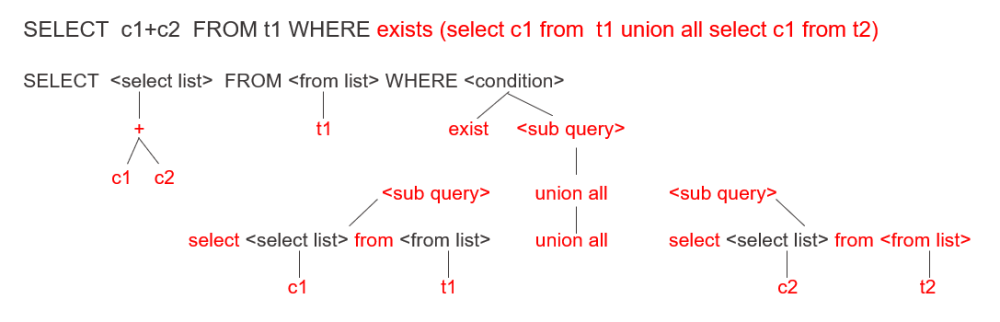 SELECT c1+c2 FROM t1 WHERE exists (select c1 from t1 union all select c1 from t2)
SELECT <select list> FROM <from list> WHERE <condition>
+ t1 exist <sub query>
c1 c2
<sub query> union all <sub query>
select <select list> from <from list> union all select <select list> from <from list>
c1 t1 c2 t2